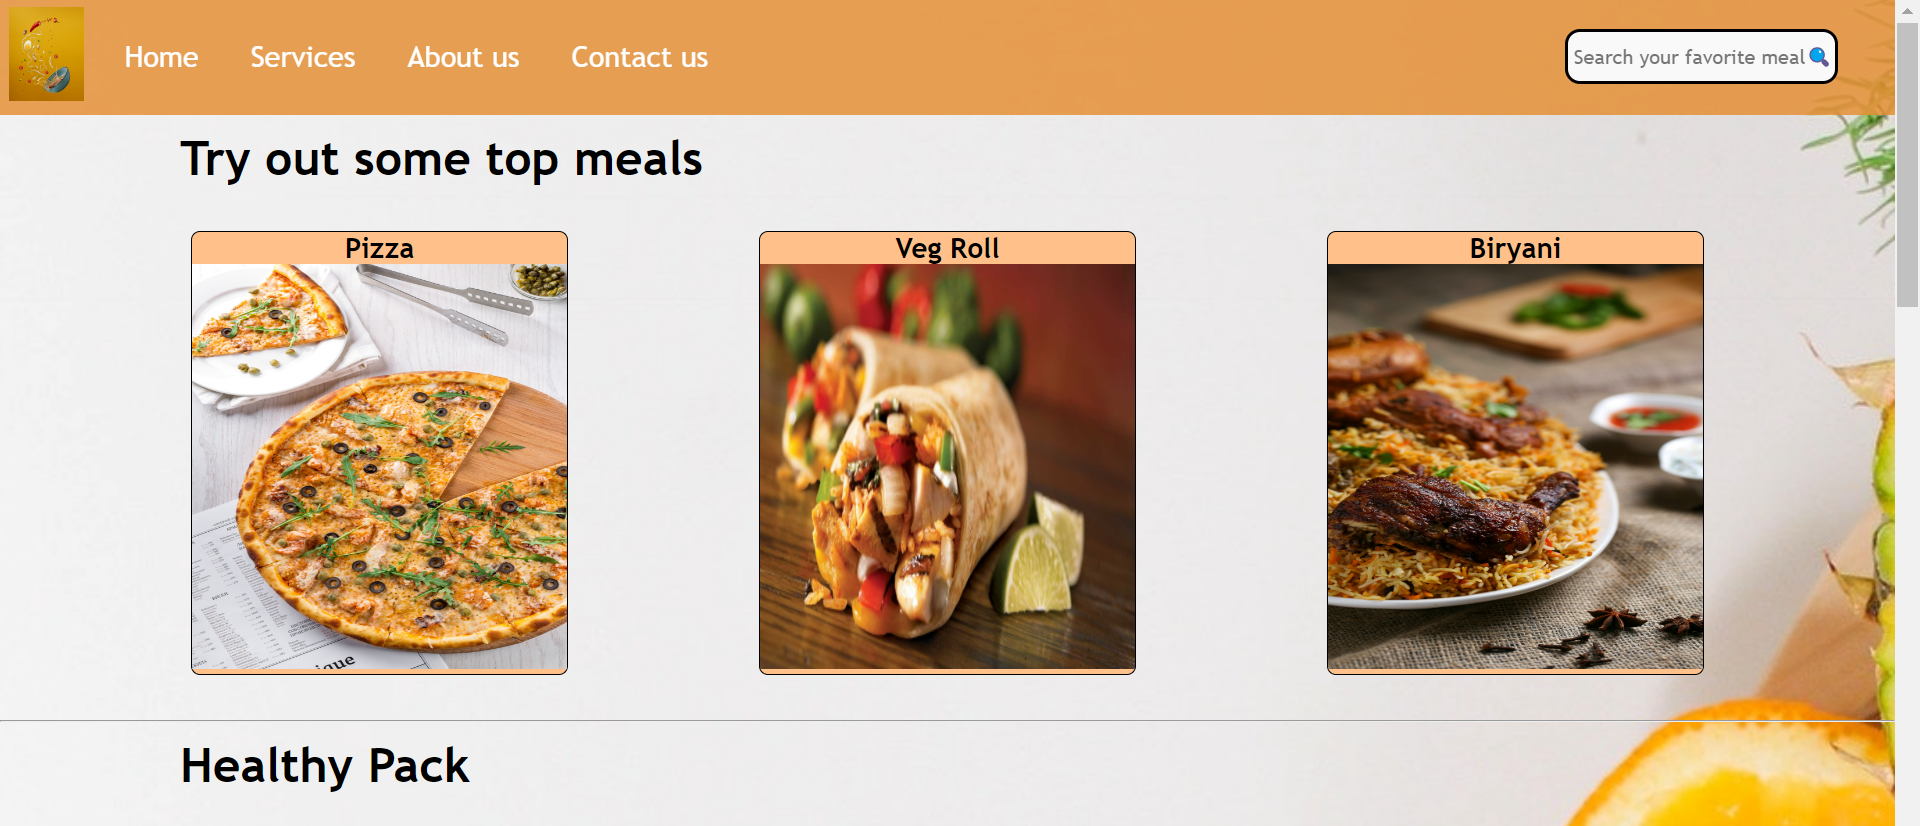 Home Services About us Contact us
Search your favorite meal
Try out some top meals
Pizza Veg Roll Biryani
ique
Healthy Pack